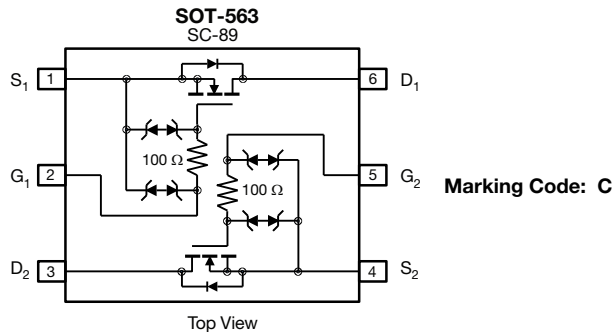 SOT-563
SC-89
S₁ 1 6 D₁
100 Ω
G₁ 2 5 G₂
100 Ω
Marking Code: C
D₂ 3 4 S₂
Top View